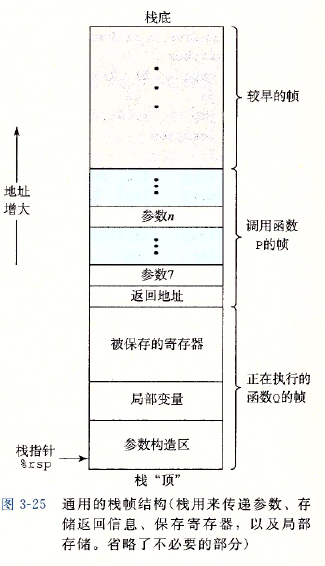 栈底
较早的帧
地址
增大
参数n
调用函数
P的帧
参数7
返回地址
被保存的寄存器
正在执行的
函数Q的帧
局部变量
参数构造区
栈指针
%rsp
栈“顶”
图 3-25 通用的栈帧结构(栈用来传递参数、存
储返回信息、保存寄存器，以及局部
存储。省略了不必要的部分)